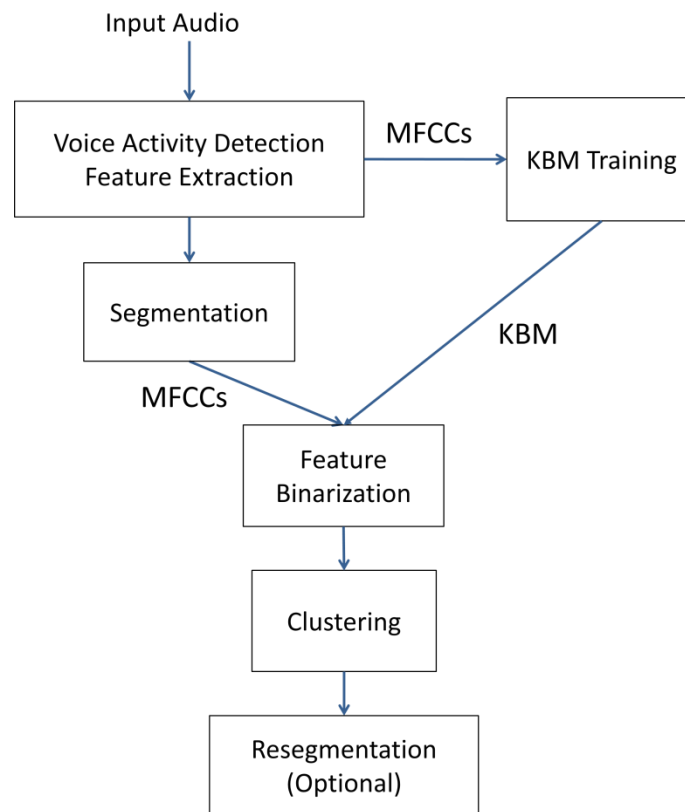 Input Audio
Voice Activity Detection
Feature Extraction
MFCCs
KBM Training
Segmentation
KBM
MFCCs
Feature
Binarization
Clustering
Resegmentation
(Optional)